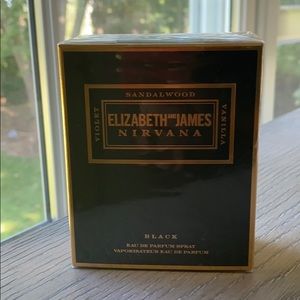 SANDALWOOD
VIOLET
ELIZABETH AND JAMES
NIRVANA
VANILLA
BLACK
EAU DE PARFUM SPRAY
VAPORISATEUR EAU DE PARFUM